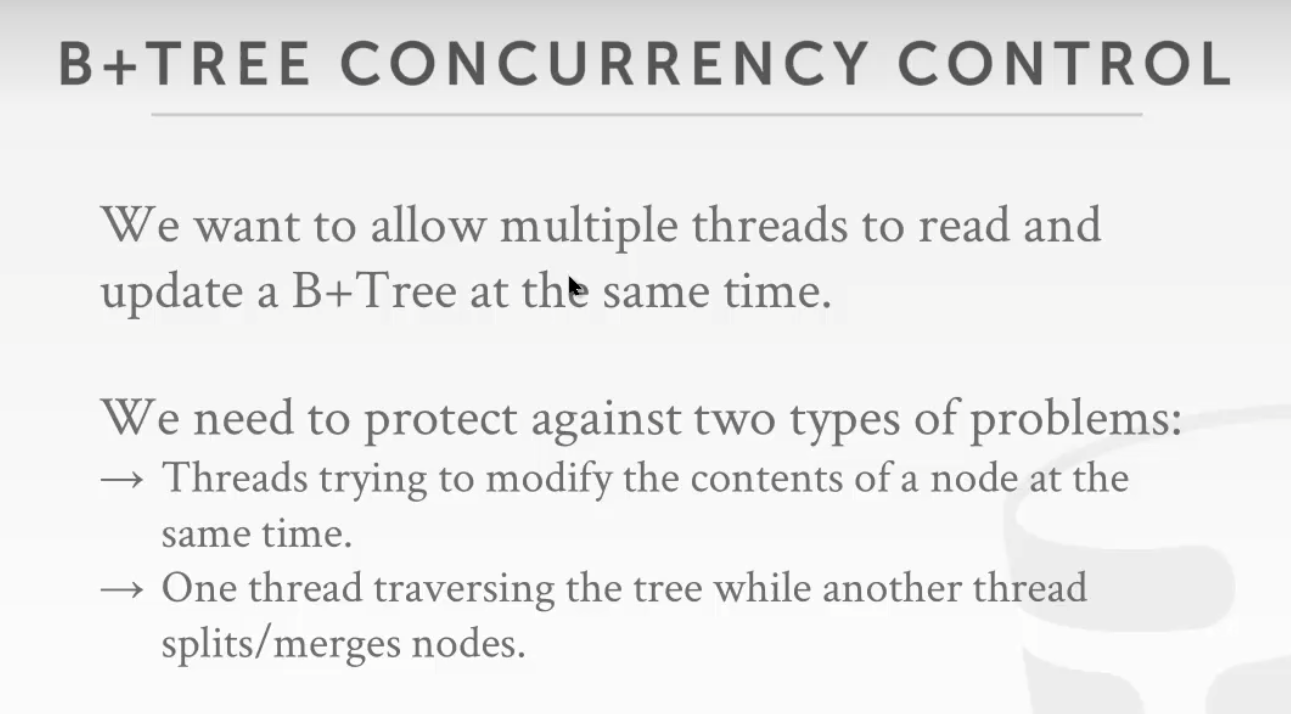 B+TREE CONCURRENCY CONTROL
We want to allow multiple threads to read and
update a B+Tree at the same time.
We need to protect against two types of problems:
→ Threads trying to modify the contents of a node at the
same time.
→ One thread traversing the tree while another thread
splits/merges nodes.